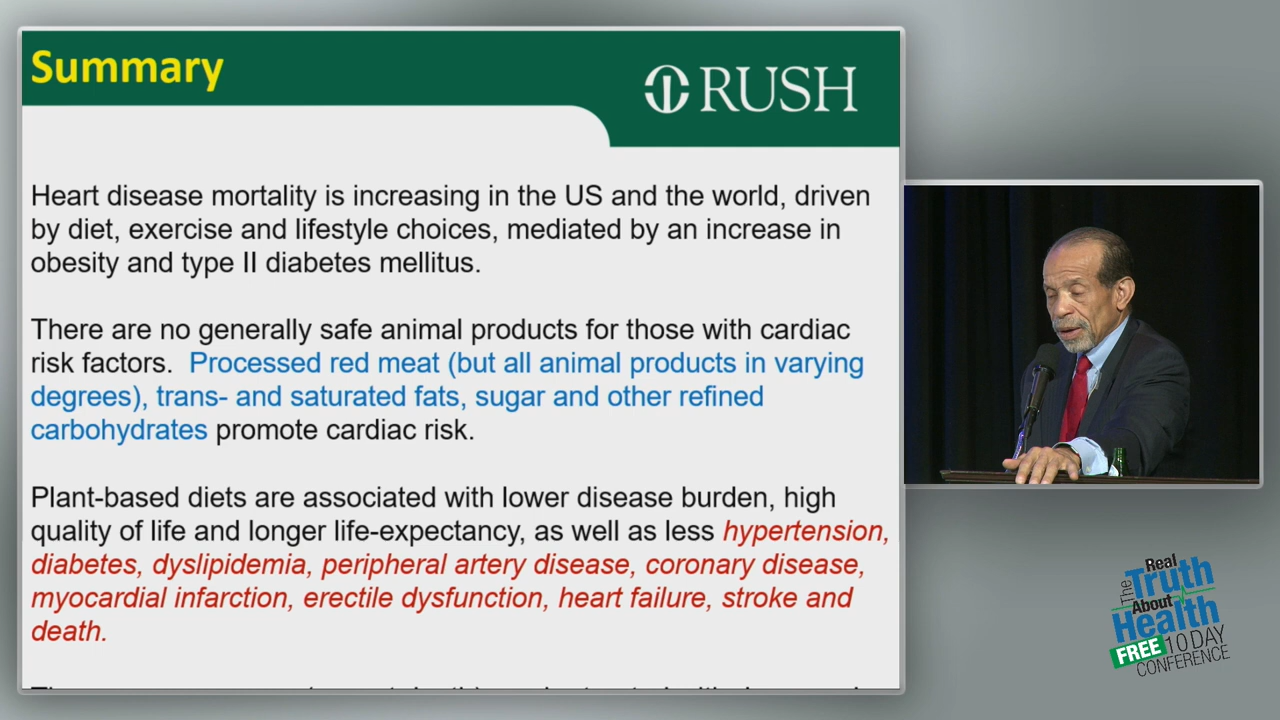 Summary
RUSH
Heart disease mortality is increasing in the US and the world, driven
by diet, exercise and lifestyle choices, mediated by an increase in
obesity and type II diabetes mellitus.
There are no generally safe animal products for those with cardiac
risk factors. Processed red meat (but all animal products in varying
degrees), trans- and saturated fats, sugar and other refined
carbohydrates promote cardiac risk.
Plant-based diets are associated with lower disease burden, high
quality of life and longer life-expectancy, as well as less hypertension,
diabetes, dyslipidemia, peripheral artery disease, coronary disease,
myocardial infarction, erectile dysfunction, heart failure, stroke and
death.
The Real
Truth
About
Health
FREE 10 DAY
CONFERENCE